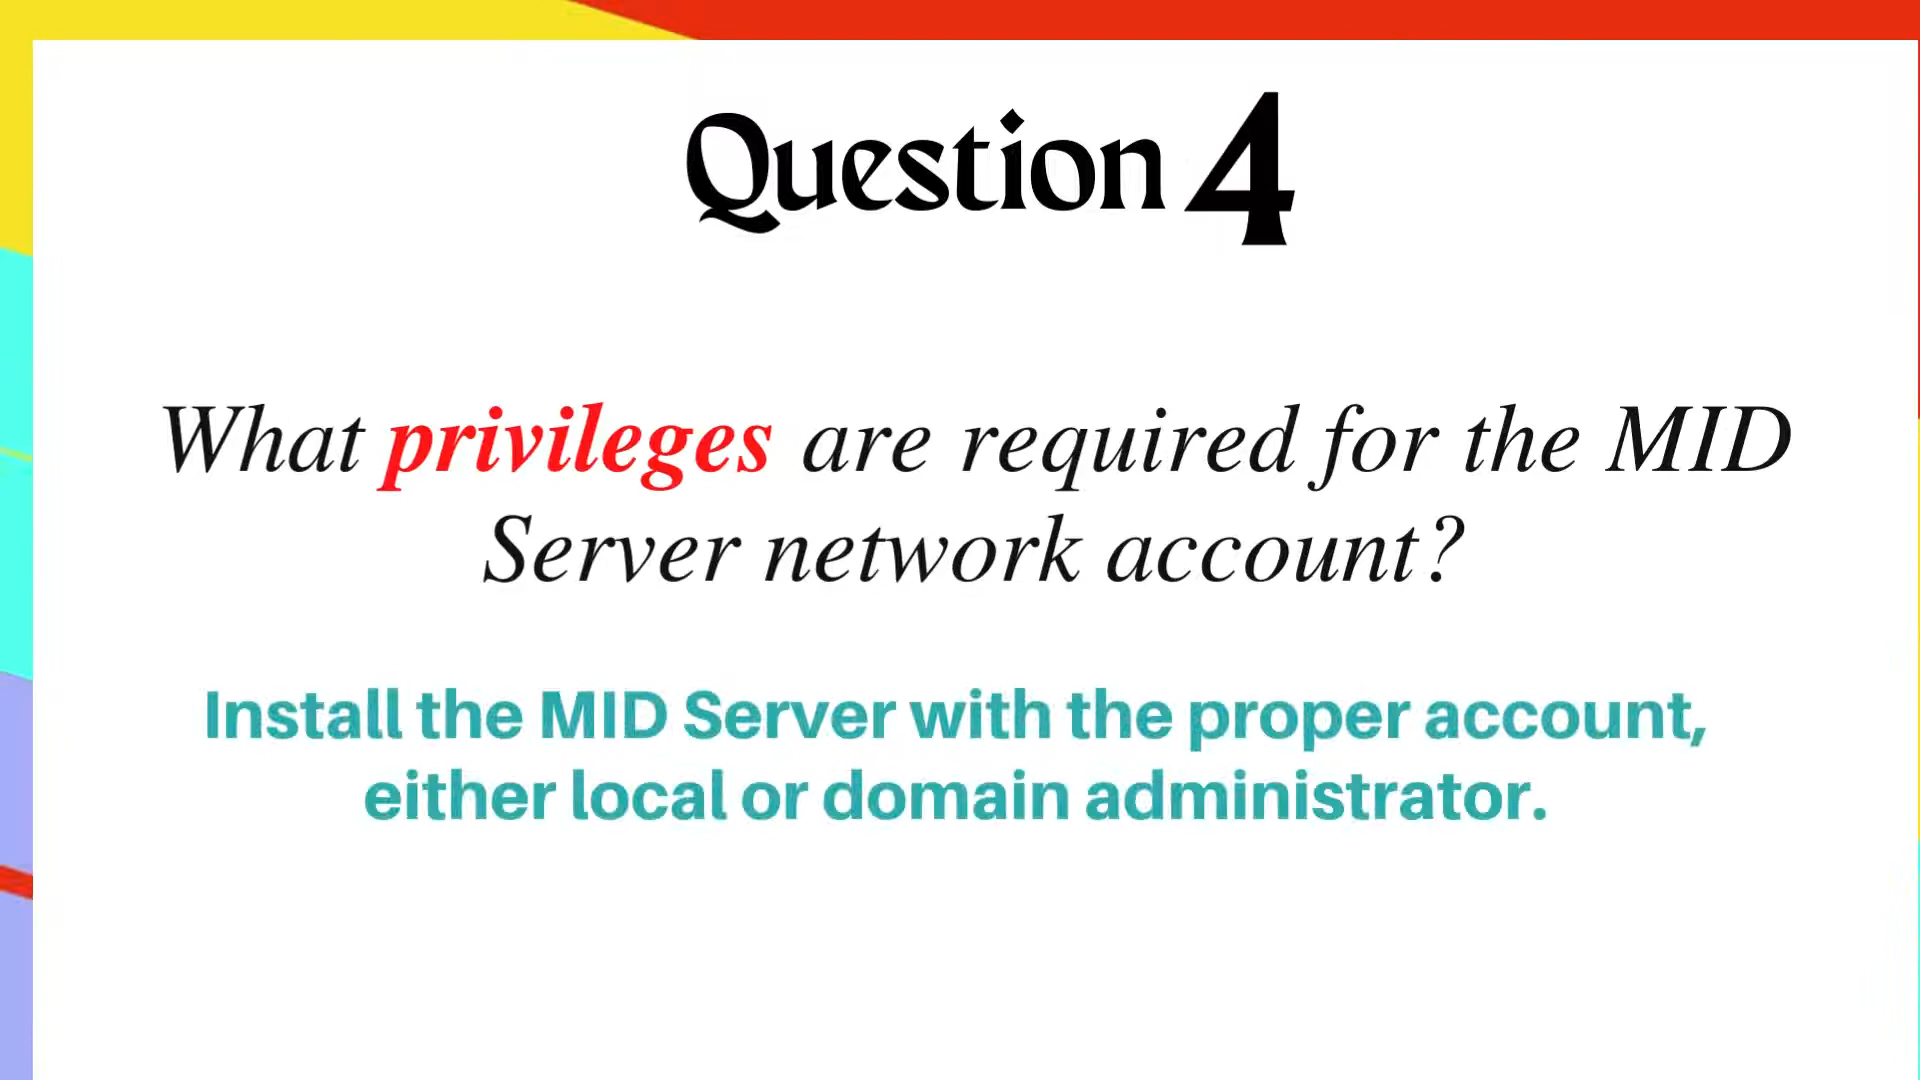 Question 4
What privileges are required for the MID
Server network account?
Install the MID Server with the proper account,
either local or domain administrator.